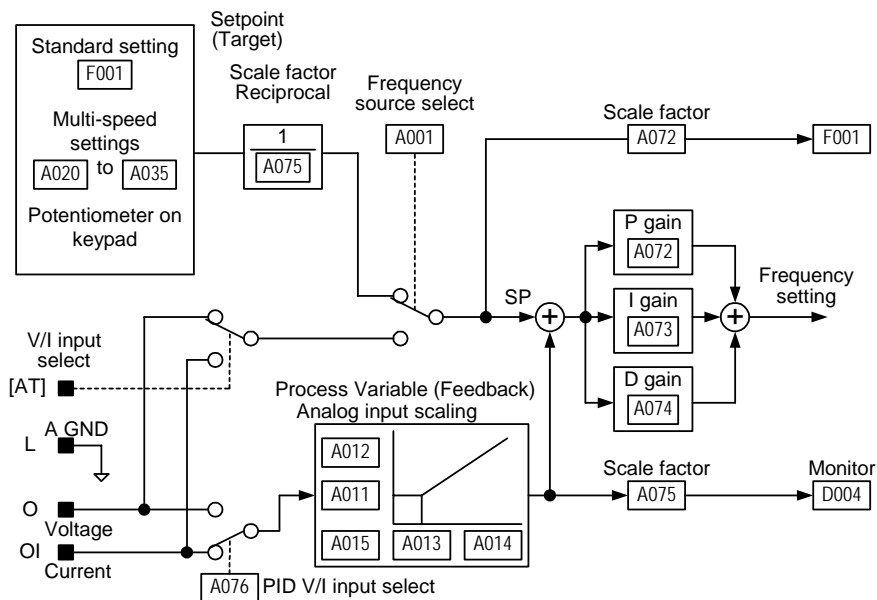 Setpoint
(Target)
Standard setting
F001
Multi-speed
settings
A020 to A035
Potentiometer on
keypad
Scale factor
Reciprocal
1
A075
Frequency
source select
A001
Scale factor
A072
F001
P gain
A072
I gain
A073
D gain
A074
SP
+
+
Frequency
setting
V/I input
select
[AT]
A GND
L
O
Voltage
OI
Current
Process Variable (Feedback)
Analog input scaling
A012
A011
A015
A013
A014
A076
PID V/I input select
Scale factor
A075
Monitor
D004